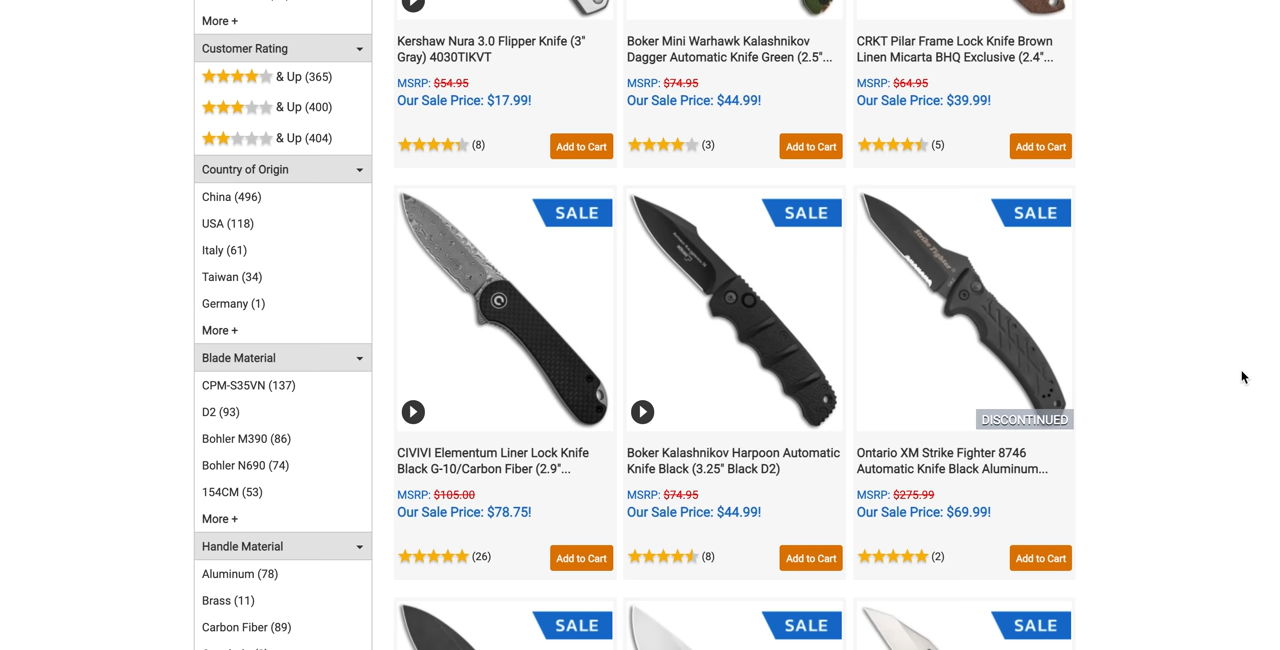 More +
Customer Rating
& Up (365)
& Up (400)
& Up (404)
Country of Origin
China (496)
USA (118)
Italy (61)
Taiwan (34)
Germany (1)
More +
Blade Material
CPM-S35VN (137)
D2 (93)
Bohler M390 (86)
Bohler N690 (74)
154CM (53)
More +
Handle Material
Aluminum (78)
Brass (11)
Carbon Fiber (89)
Kershaw Nura 3.0 Flipper Knife (3"
Gray) 4030TIKVT
MSRP: $54.95
Our Sale Price: $17.99!
(8)
Add to Cart
Boker Mini Warhawk Kalashnikov
Dagger Automatic Knife Green (2.5"...
MSRP: $74.95
Our Sale Price: $44.99!
(3)
Add to Cart
CRKT Pilar Frame Lock Knife Brown
Linen Micarta BHQ Exclusive (2.4"...
MSRP: $64.95
Our Sale Price: $39.99!
(5)
Add to Cart
SALE
CIVIVI Elementum Liner Lock Knife
Black G-10/Carbon Fiber (2.9"...
MSRP: $105.00
Our Sale Price: $78.75!
(26)
Add to Cart
SALE
Boker Kalashnikov Harpoon Automatic
Knife Black (3.25" Black D2)
MSRP: $74.95
Our Sale Price: $44.99!
(8)
Add to Cart
SALE
Strike Fighter
DISCONTINUED
Ontario XM Strike Fighter 8746
Automatic Knife Black Aluminum...
MSRP: $275.99
Our Sale Price: $69.99!
(2)
Add to Cart
SALE
SALE
SALE